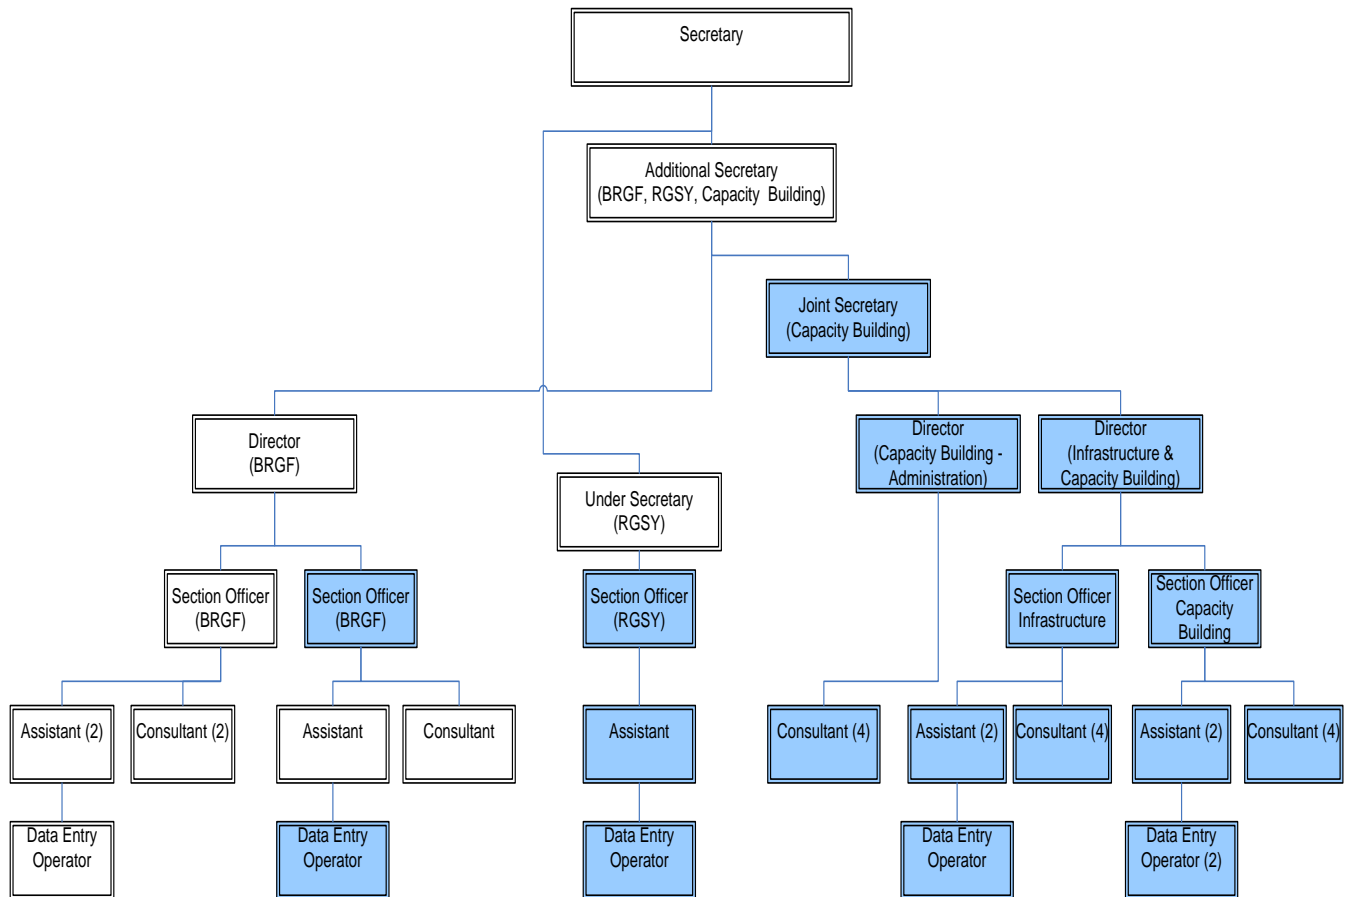 Secretary
Additional Secretary
(BRGF, RGSY, Capacity Building)
Joint Secretary
(Capacity Building)
Director
(BRGF)
Director
(Capacity Building -
Administration)
Director
(Infrastructure &
Capacity Building)
Under Secretary
(RGSY)
Section Officer
(BRGF)
Section Officer
(BRGF)
Section Officer
(RGSY)
Section Officer
Infrastructure
Section Officer
Capacity
Building
Assistant (2)
Consultant (2)
Assistant
Consultant
Assistant
Consultant (4)
Assistant (2)
Consultant (4)
Assistant (2)
Consultant (4)
Data Entry
Operator
Data Entry
Operator
Data Entry
Operator
Data Entry
Operator
Data Entry
Operator (2)